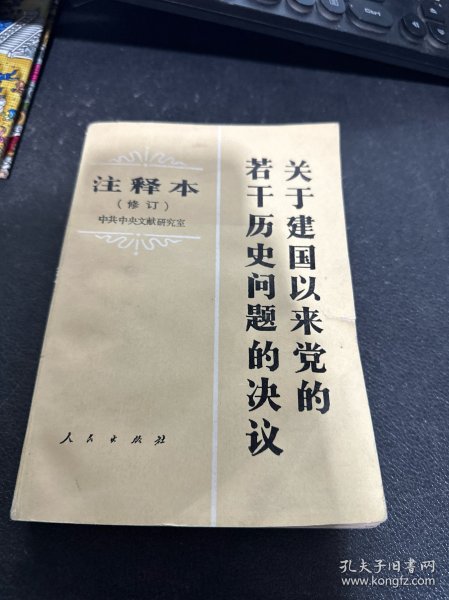 关于建国以来党的
若干历史问题的决议
注释本
(修订)
中共中央文献研究室
人民出版社
孔夫子旧书网
www.kongfz.com